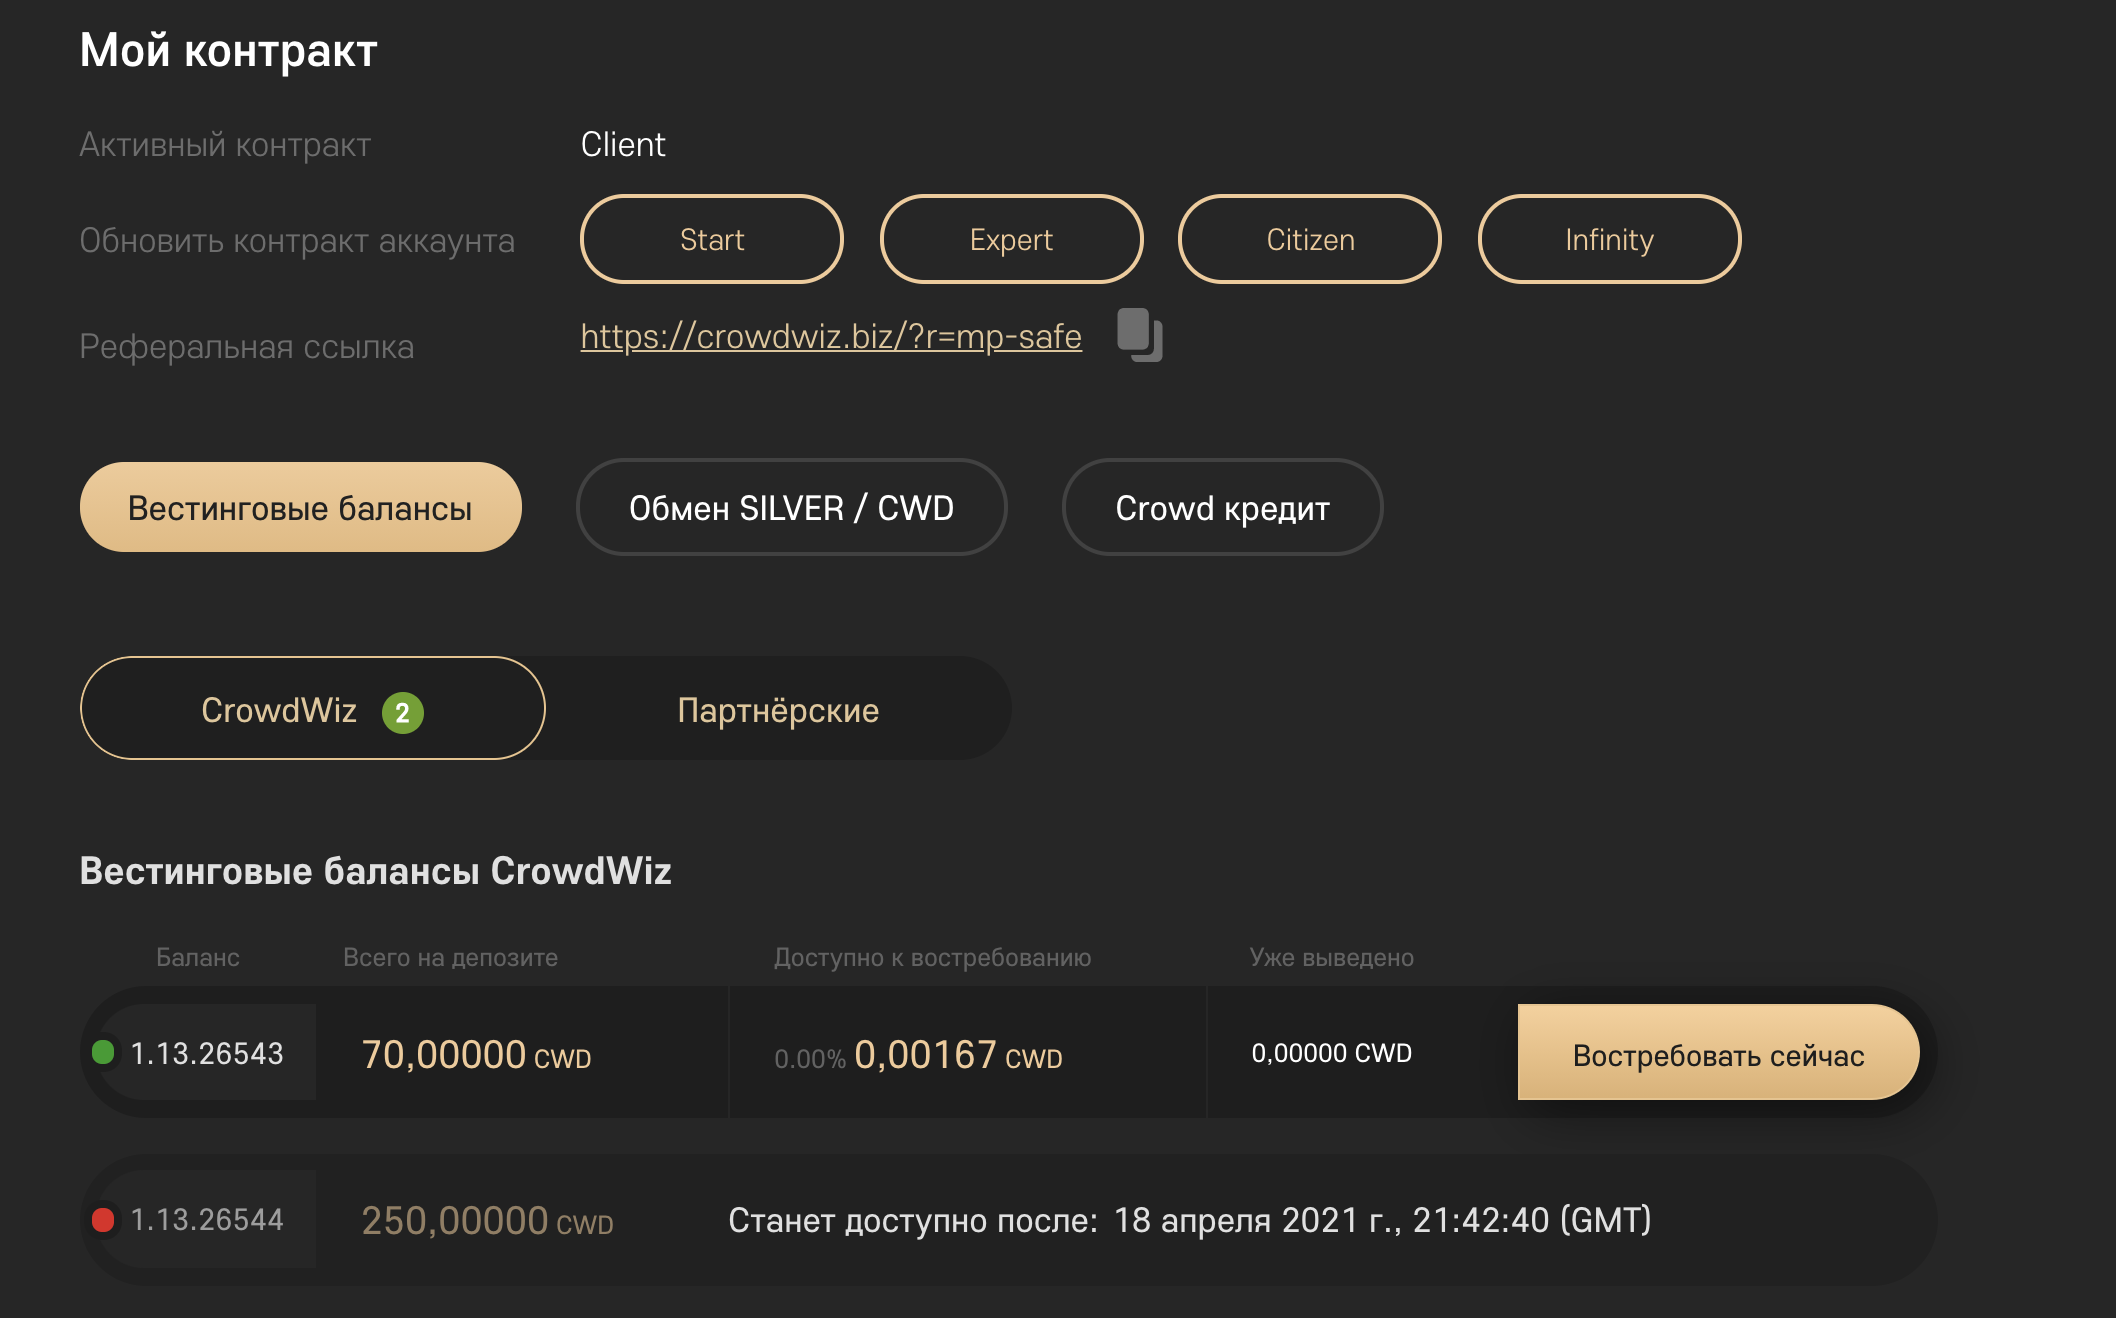 Мой контракт
Активный контракт Client
Обновить контракт аккаунта Start Expert Citizen Infinity
Реферальная ссылка https://crowdwiz.biz/?r=mp-safe
Вестинговые балансы Обмен SILVER / CWD Crowd кредит
CrowdWiz 2 Партнёрские
Вестинговые балансы CrowdWiz
Баланс Всего на депозите Доступно к востребованию Уже выведено
1.13.26543 70,00000 CWD 0.00% 0,00167 CWD 0,00000 CWD Востребовать сейчас
1.13.26544 250,00000 CWD Станет доступно после: 18 апреля 2021 г., 21:42:40 (GMT)